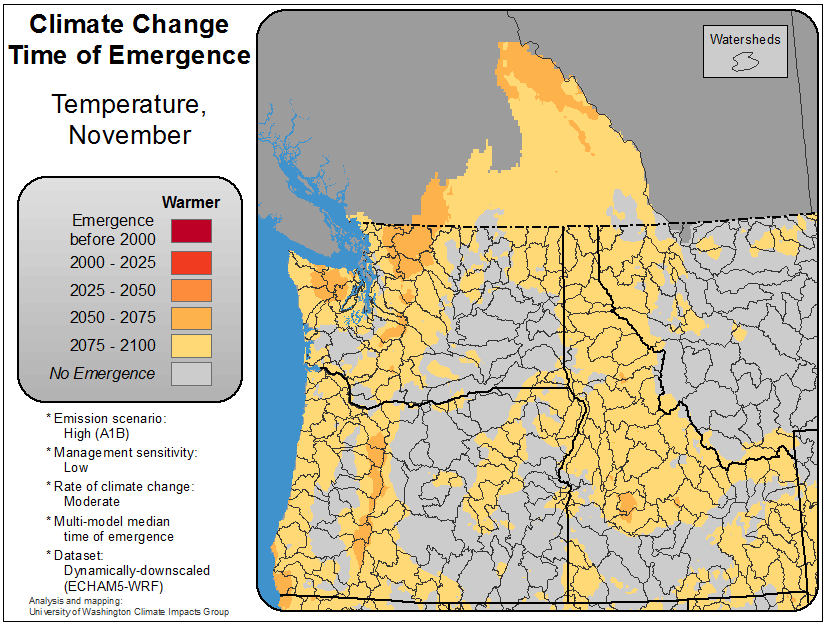 Climate Change
Time of Emergence
Temperature,
November
Warmer
Emergence
before 2000
2000 - 2025
2025 - 2050
2050 - 2075
2075 - 2100
No Emergence
* Emission scenario:
High (A1B)
* Management sensitivity:
Low
* Rate of climate change:
Moderate
* Multi-model median
time of emergence
* Dataset:
Dynamically-downscaled
(ECHAM5-WRF)
Analysis and mapping:
University of Washington Climate Impacts Group
Watersheds